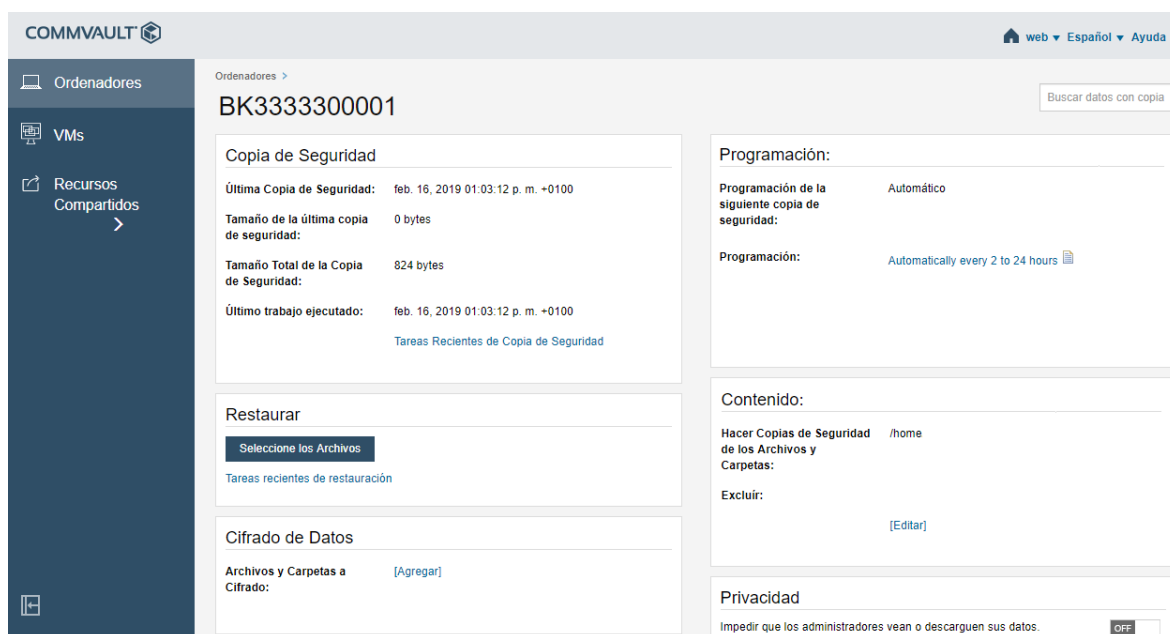 COMMVAULT
web Español Ayuda
Ordenadores
VMs
Recursos
Compartidos
Ordenadores >
BK3333300001
Buscar datos con copia
Copia de Seguridad
Última Copia de Seguridad: feb. 16, 2019 01:03:12 p. m. +0100
Tamaño de la última copia 0 bytes
de seguridad:
Tamaño Total de la Copia 824 bytes
de Seguridad:
Último trabajo ejecutado: feb. 16, 2019 01:03:12 p. m. +0100
Tareas Recientes de Copia de Seguridad
Restaurar
Seleccione los Archivos
Tareas recientes de restauración
Cifrado de Datos
Archivos y Carpetas a [Agregar]
Cifrado:
Programación:
Programación de la Automático
siguiente copia de
seguridad:
Programación: Automatically every 2 to 24 hours
Contenido:
Hacer Copias de Seguridad /home
de los Archivos y
Carpetas:
Excluír:
[Editar]
Privacidad
Impedir que los administradores vean o descarguen sus datos. OFF